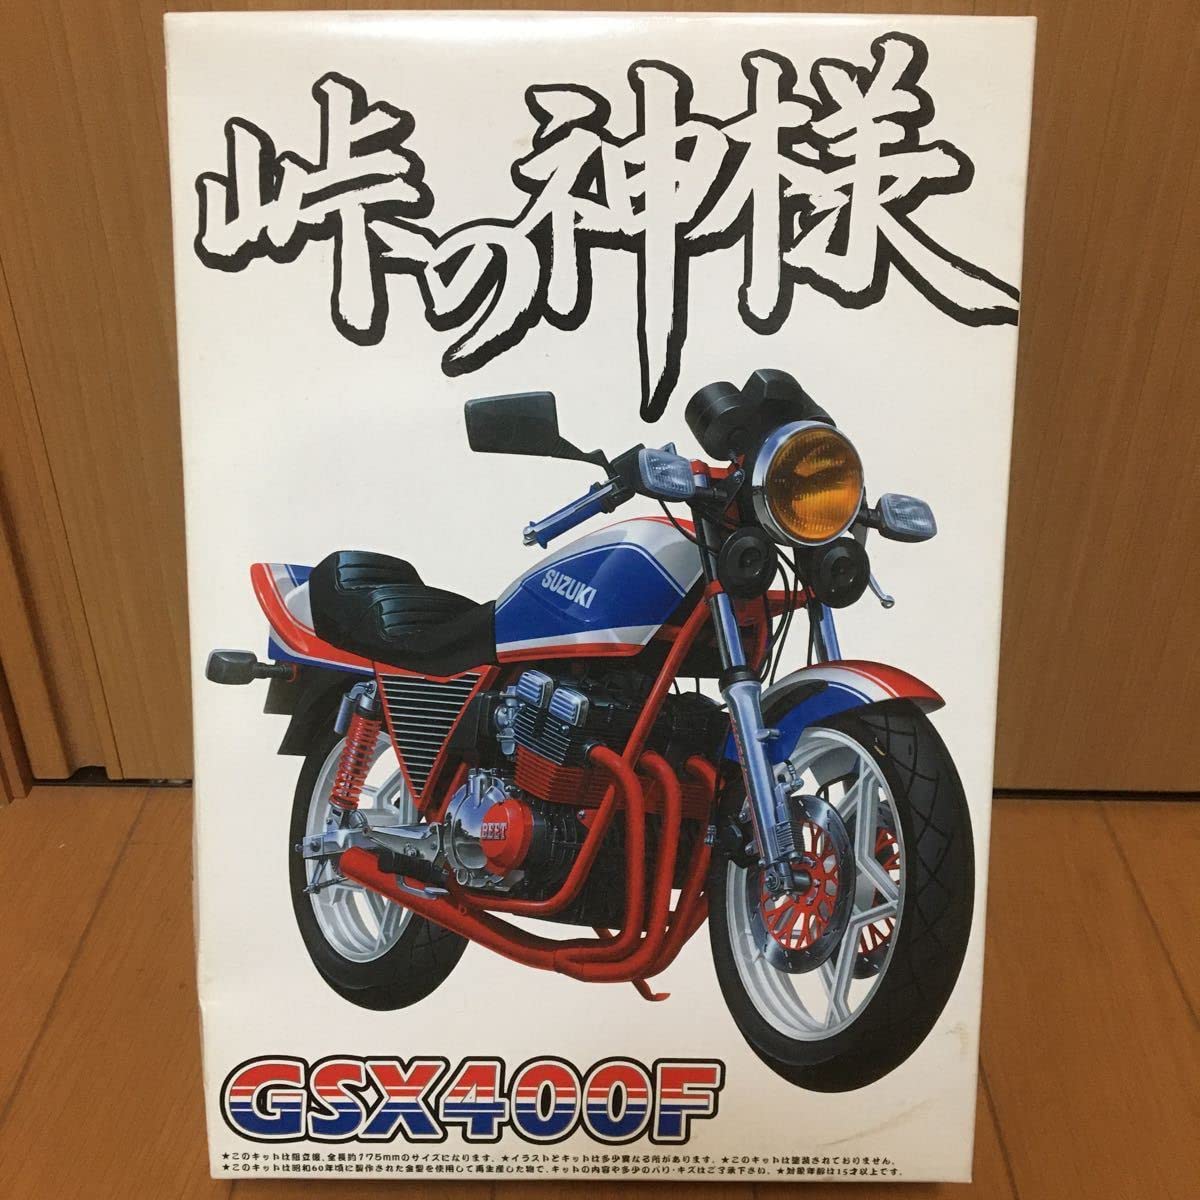 峠の神様
SUZUKI
BEET
GSX400F
★このキットは組立後、全長約175mmのサイズになります。★イラストとキットは多少異なる所があります。★このキットは塗装されておりません。
★このキットは昭和60年頃に製作された金型を使用して再生産した物で、キットの内容や多少のバリ・キズはご了承下さい。★対象年齢は15才以上です。